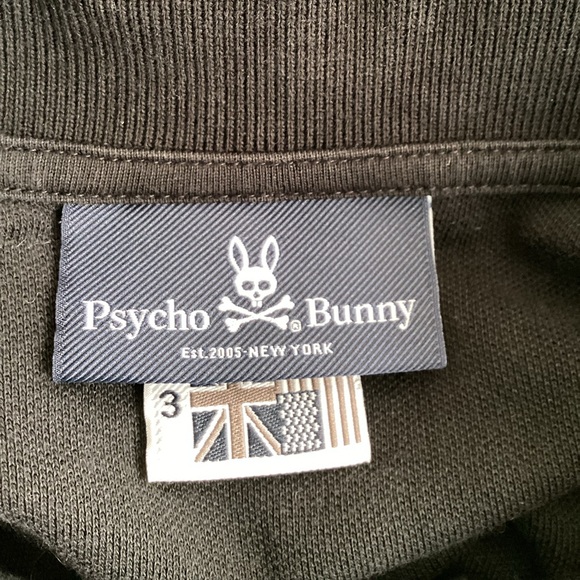 Psycho ® Bunny
Est.2005-NEW YORK
3